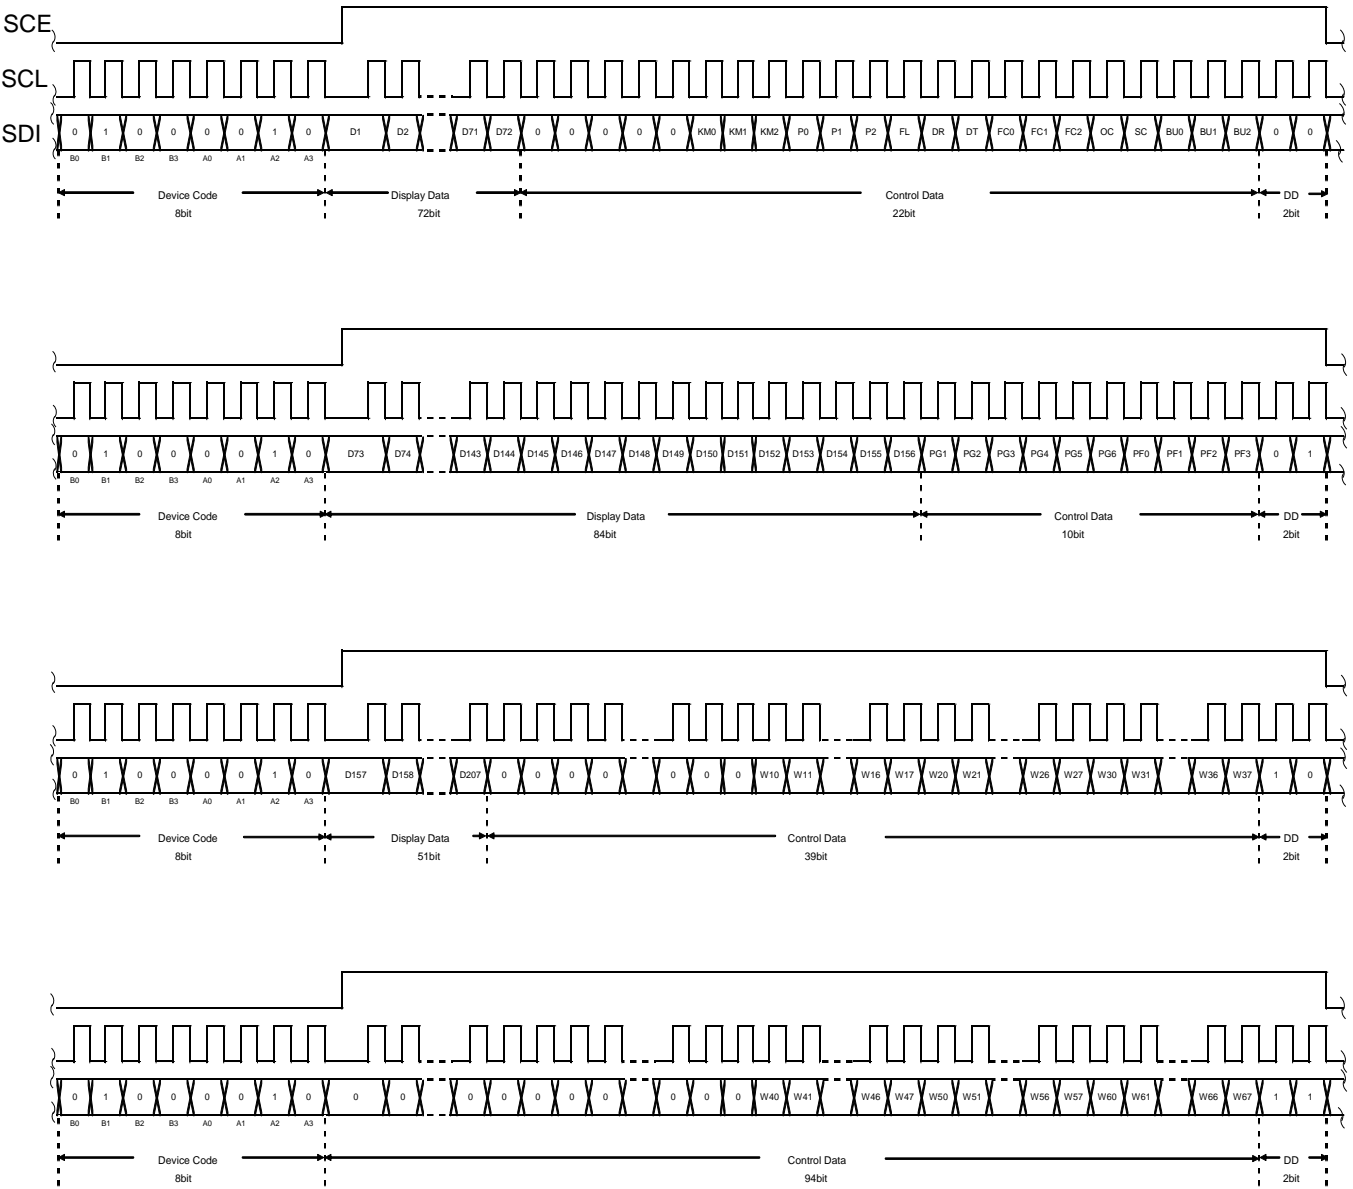 SCE
SCL
SDI 0 1 0 0 0 0 1 0 D1 D2 D71 D72 0 0 0 0 0 KM0 KM1 KM2 P0 P1 P2 FL DR DT FC0 FC1 FC2 OC SC BU0 BU1 BU2 0 0
B0 B1 B2 B3 A0 A1 A2 A3
Device Code Display Data Control Data DD
8bit 72bit 22bit 2bit
0 1 0 0 0 0 1 0 D73 D74 D143 D144 D145 D146 D147 D148 D149 D150 D151 D152 D153 D154 D155 D156 PG1 PG2 PG3 PG4 PG5 PG6 PF0 PF1 PF2 PF3 0 1
B0 B1 B2 B3 A0 A1 A2 A3
Device Code Display Data Control Data DD
8bit 84bit 10bit 2bit
0 1 0 0 0 0 1 0 D157 D158 D207 0 0 0 0 0 0 0 W10 W11 W16 W17 W20 W21 W26 W27 W30 W31 W36 W37 1 0
B0 B1 B2 B3 A0 A1 A2 A3
Device Code Display Data Control Data DD
8bit 51bit 39bit 2bit
0 1 0 0 0 0 1 0 0 0 0 0 0 0 0 0 0 0 W40 W41 W46 W47 W50 W51 W56 W57 W60 W61 W66 W67 1 1
B0 B1 B2 B3 A0 A1 A2 A3
Device Code Control Data DD
8bit 94bit 2bit